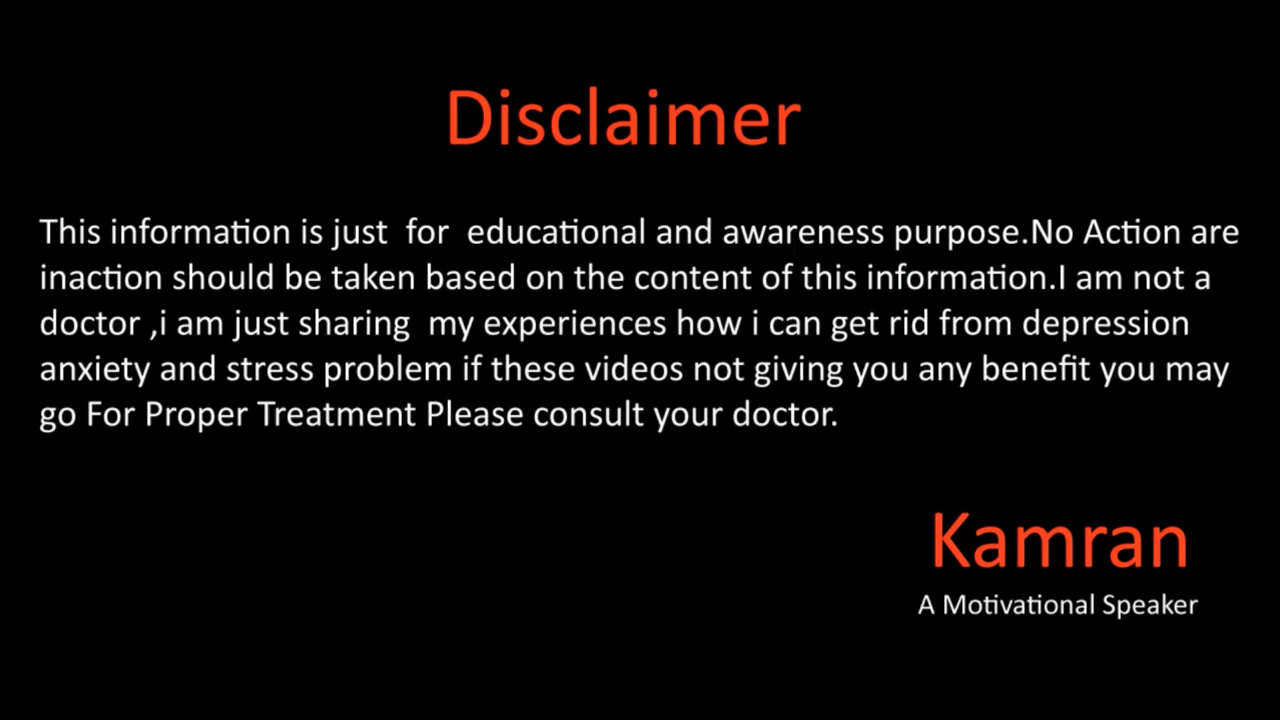 Disclaimer
This information is just  for  educational and awareness purpose.No Action are
inaction should be taken based on the content of this information.I am not a
doctor ,i am just sharing  my experiences how i can get rid from depression
anxiety and stress problem if these videos not giving you any benefit you may
go For Proper Treatment Please consult your doctor.
Kamran
A Motivational Speaker